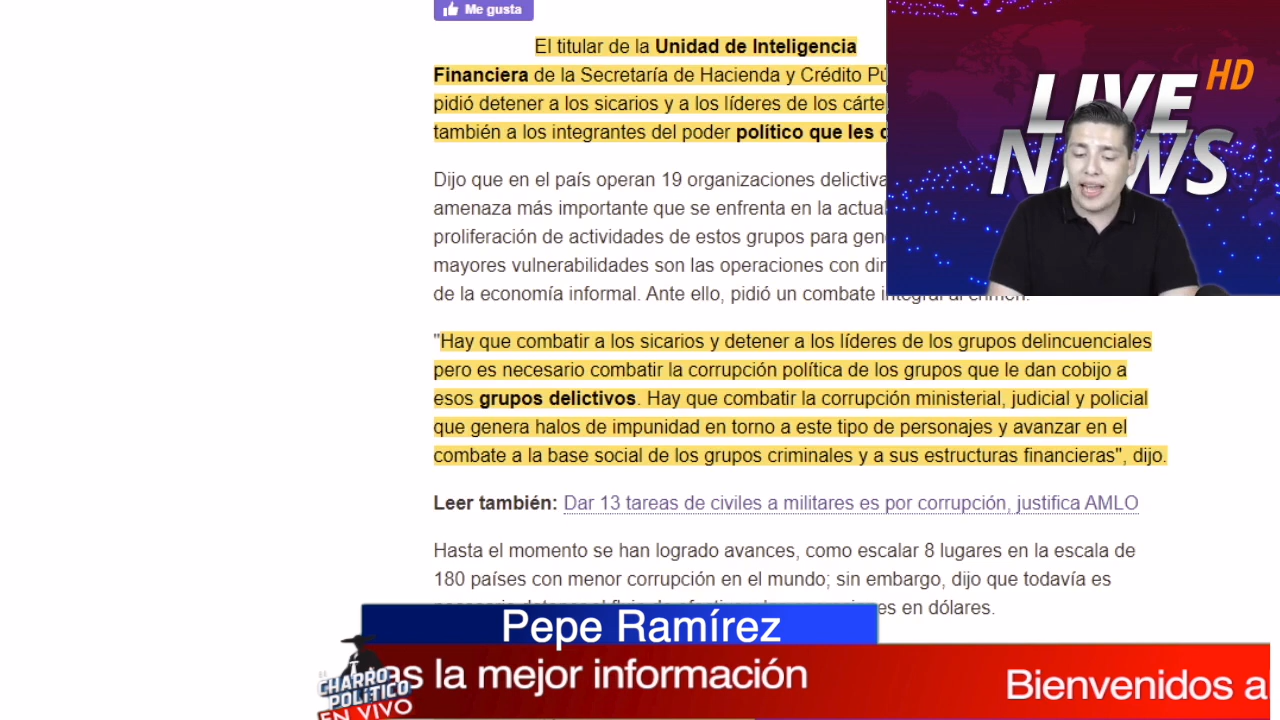 Me gusta
El titular de la Unidad de Inteligencia
Financiera de la Secretaría de Hacienda y Crédito
pidió detener a los sicarios y a los líderes de los
también a los integrantes del poder político que les
Dijo que en el país operan 19 organizaciones
amenaza más importante que se enfrenta en la
proliferación de actividades de estos grupos para
mayores vulnerabilidades son las operaciones con
de la economía informal. Ante ello, pidió un combate integral al crimen.
"Hay que combatir a los sicarios y detener a los líderes de los grupos delincuenciales
pero es necesario combatir la corrupción política de los grupos que le dan cobijo a
esos grupos delictivos. Hay que combatir la corrupción ministerial, judicial y policial
que genera halos de impunidad en torno a este tipo de personajes y avanzar en el
combate a la base social de los grupos criminales y a sus estructuras financieras", dijo.
Leer también: Dar 13 tareas de civiles a militares es por corrupción, justifica AMLO
Hasta el momento se han logrado avances, como escalar 8 lugares en la escala de
180 países con menor corrupción en el mundo; sin embargo, dijo que todavía es
en dólares.
LIVE HD
NEWS
Pepe Ramírez
la mejor información
Bienvenidos a
CHARRO
POLÍTICO
EN VIVO